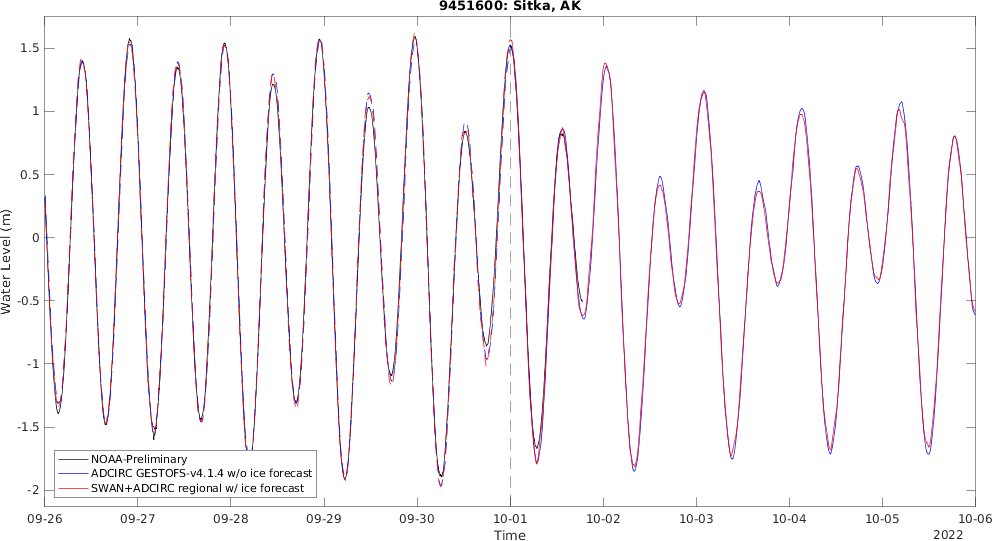 9451600: Sitka, AK
Water Level (m)
1.5
1
0.5
0
-0.5
-1
-1.5
-2
NOAA-Preliminary
ADCIRC GESTOFS-v4.1.4 w/o ice forecast
SWAN+ADCIRC regional w/ ice forecast
09-26 09-27 09-28 09-29 09-30 10-01 10-02 10-03 10-04 10-05 10-06
Time
2022